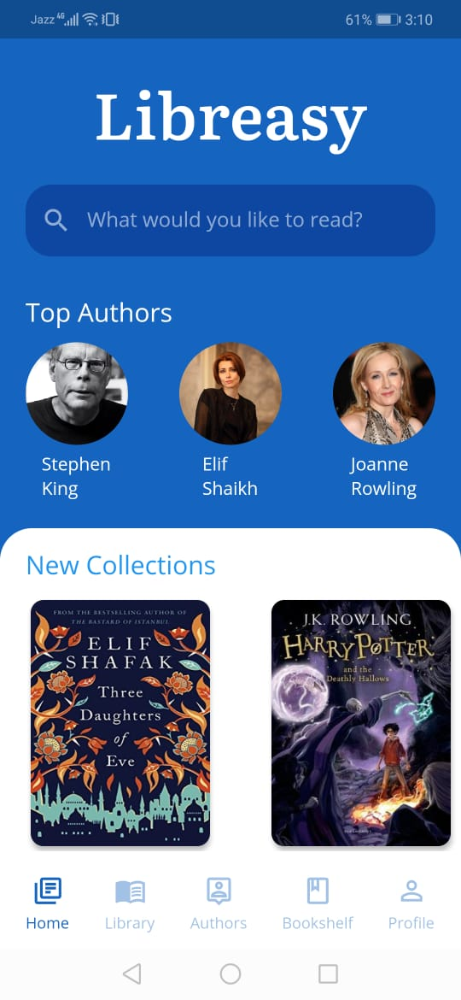 Jazz 4G 61% 3:10
Libreasy
What would you like to read?
Top Authors
Stephen
King
Elif
Shaikh
Joanne
Rowling
New Collections
FROM THE BESTSELLING AUTHOR OF
THE BASTARD OF ISTANBUL
ELIF
SHAFAK
Three
Daughters
of
Eve
J.K. ROWLING
HARRY POTTER
and the
Deathly Hallows
Home
Library
Authors
Bookshelf
Profile